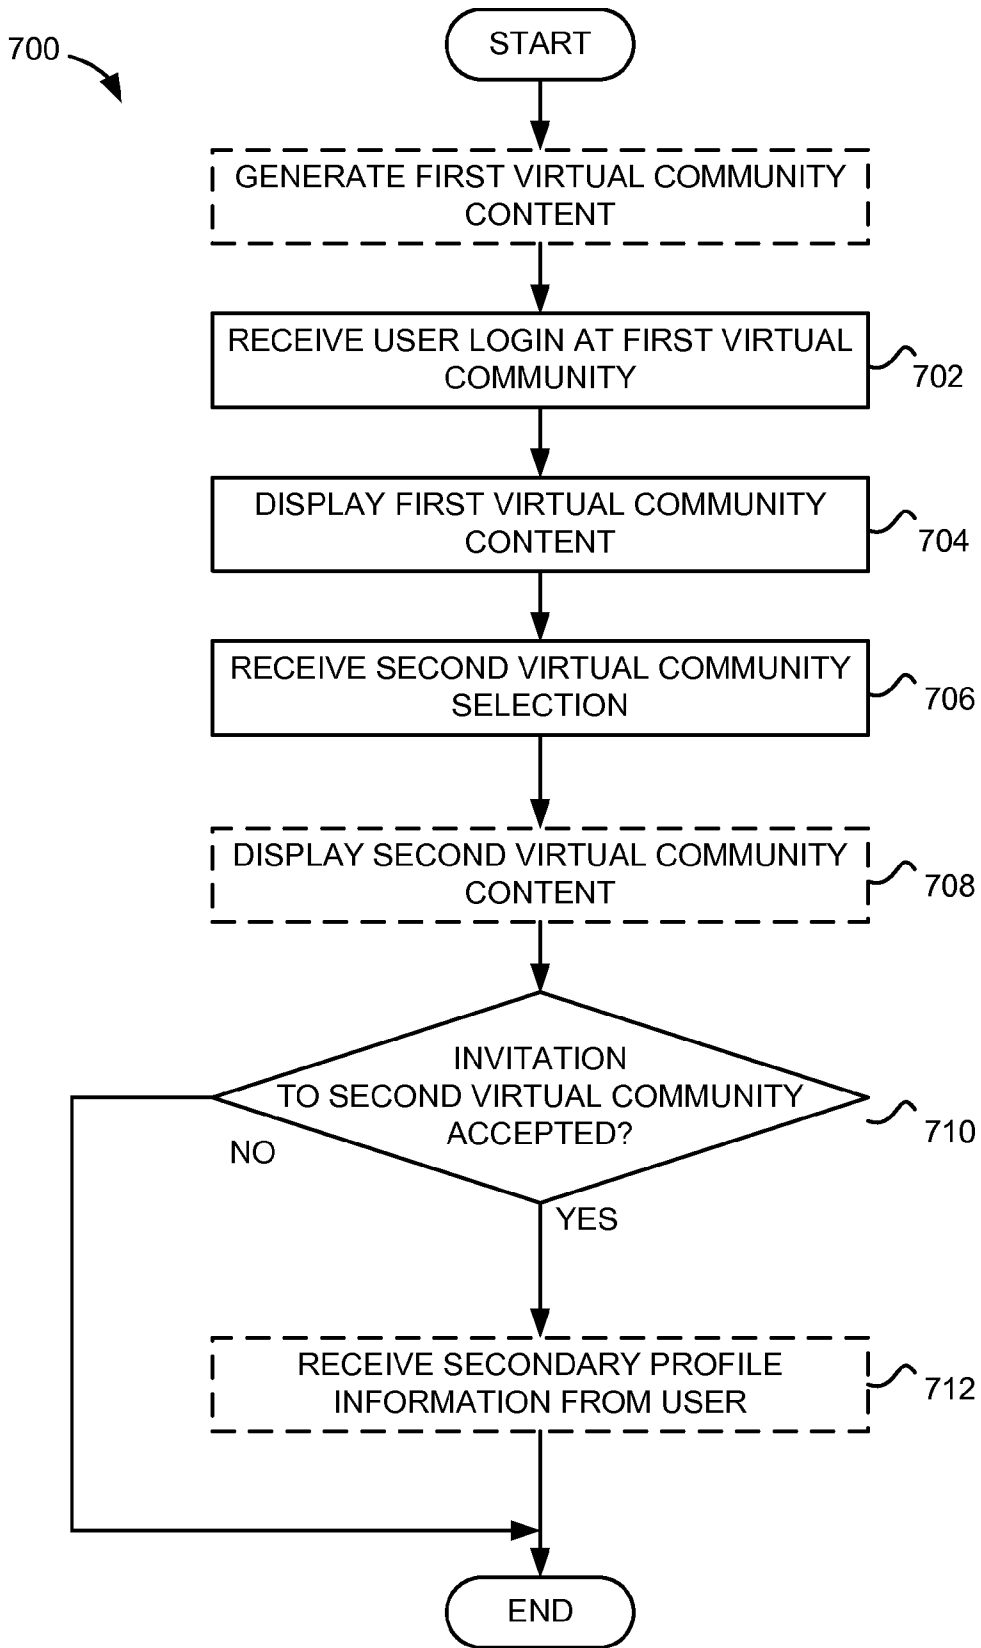 700
START
GENERATE FIRST VIRTUAL COMMUNITY
CONTENT
RECEIVE USER LOGIN AT FIRST VIRTUAL
COMMUNITY
702
DISPLAY FIRST VIRTUAL COMMUNITY
CONTENT
704
RECEIVE SECOND VIRTUAL COMMUNITY
SELECTION
706
DISPLAY SECOND VIRTUAL COMMUNITY
CONTENT
708
INVITATION
TO SECOND VIRTUAL COMMUNITY
ACCEPTED?
710
NO
YES
RECEIVE SECONDARY PROFILE
INFORMATION FROM USER
712
END